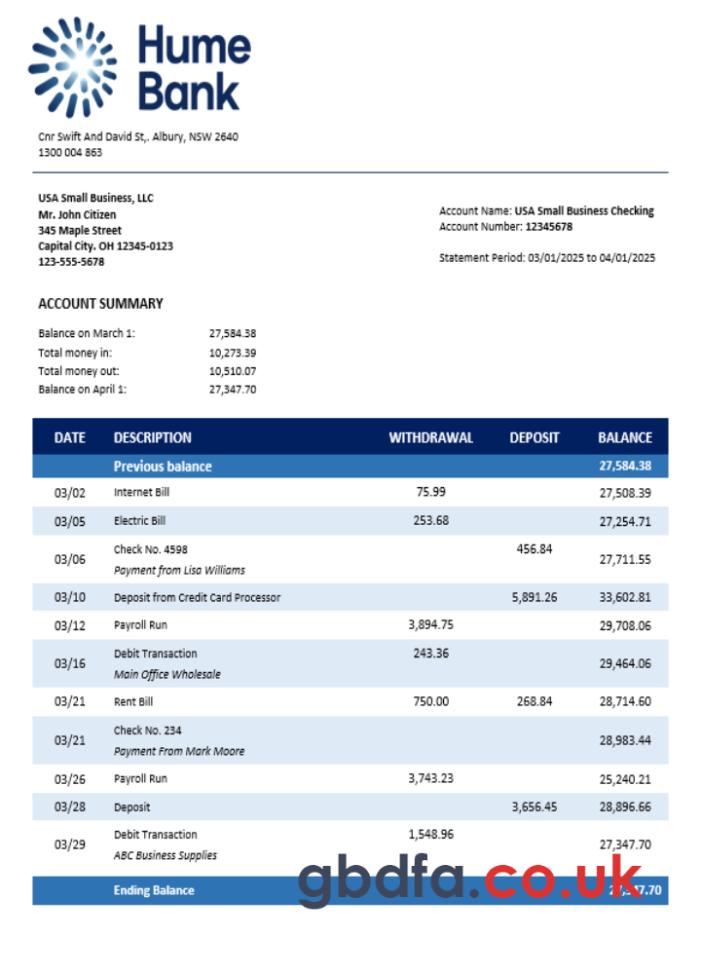 Hume
Bank
Cnr Swift And David St,. Albury, NSW 2640
1300 004 863
USA Small Business, LLC
Mr. John Citizen
345 Maple Street
Capital City. OH 12345-0123
123-555-5678
Account Name: USA Small Business Checking
Account Number: 12345678
Statement Period: 03/01/2025 to 04/01/2025
ACCOUNT SUMMARY
Balance on March 1: 27,584.38
Total money in: 10,273.39
Total money out: 10,510.07
Balance on April 1: 27,347.70
DATE DESCRIPTION WITHDRAWAL DEPOSIT BALANCE
Previous balance 27,584.38
03/02 Internet Bill 75.99 27,508.39
03/05 Electric Bill 253.68 27,254.71
03/06 Check No. 4598 456.84 27,711.55
Payment from Lisa Williams
03/10 Deposit from Credit Card Processor 5,891.26 33,602.81
03/12 Payroll Run 3,894.75 29,708.06
03/16 Debit Transaction 243.36 29,464.06
Main Office Wholesale
03/21 Rent Bill 750.00 268.84 28,714.60
03/21 Check No. 234 28,983.44
Payment From Mark Moore
03/26 Payroll Run 3,743.23 25,240.21
03/28 Deposit 3,656.45 28,896.66
03/29 Debit Transaction 1,548.96 27,347.70
ABC Business Supplies
gbdfa.co.uk
Ending Balance